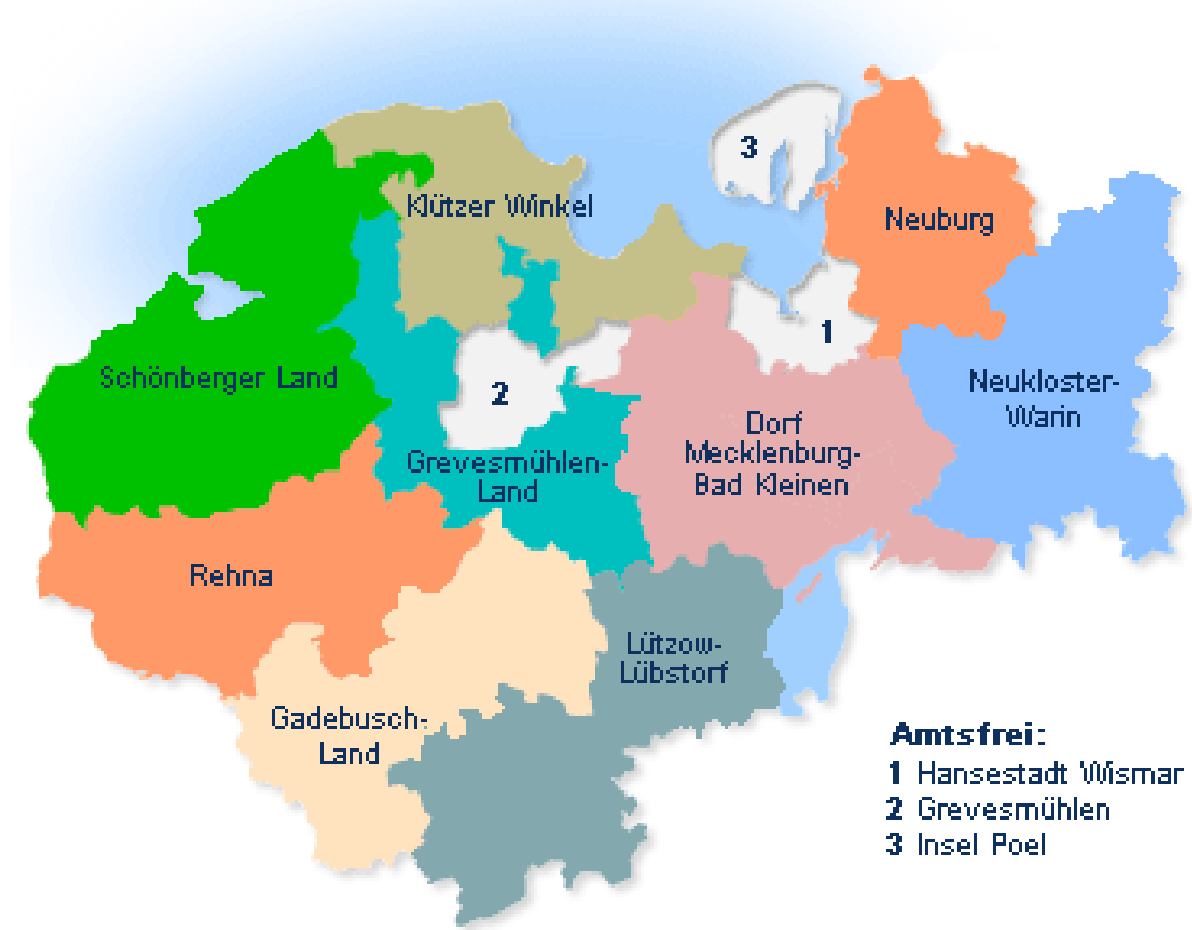 3
Klützer Winkel
Neuburg
1
Schönberger Land
2
Neukloster-
Warin
Dorf
Mecklenburg-
Bad Kleinen
Grevesmühlen-
Land
Rehna
Lützow-
Lübstorf
Gadebusch-
Land
Amtsfrei:
1 Hansestadt Wismar
2 Grevesmühlen
3 Insel Poel